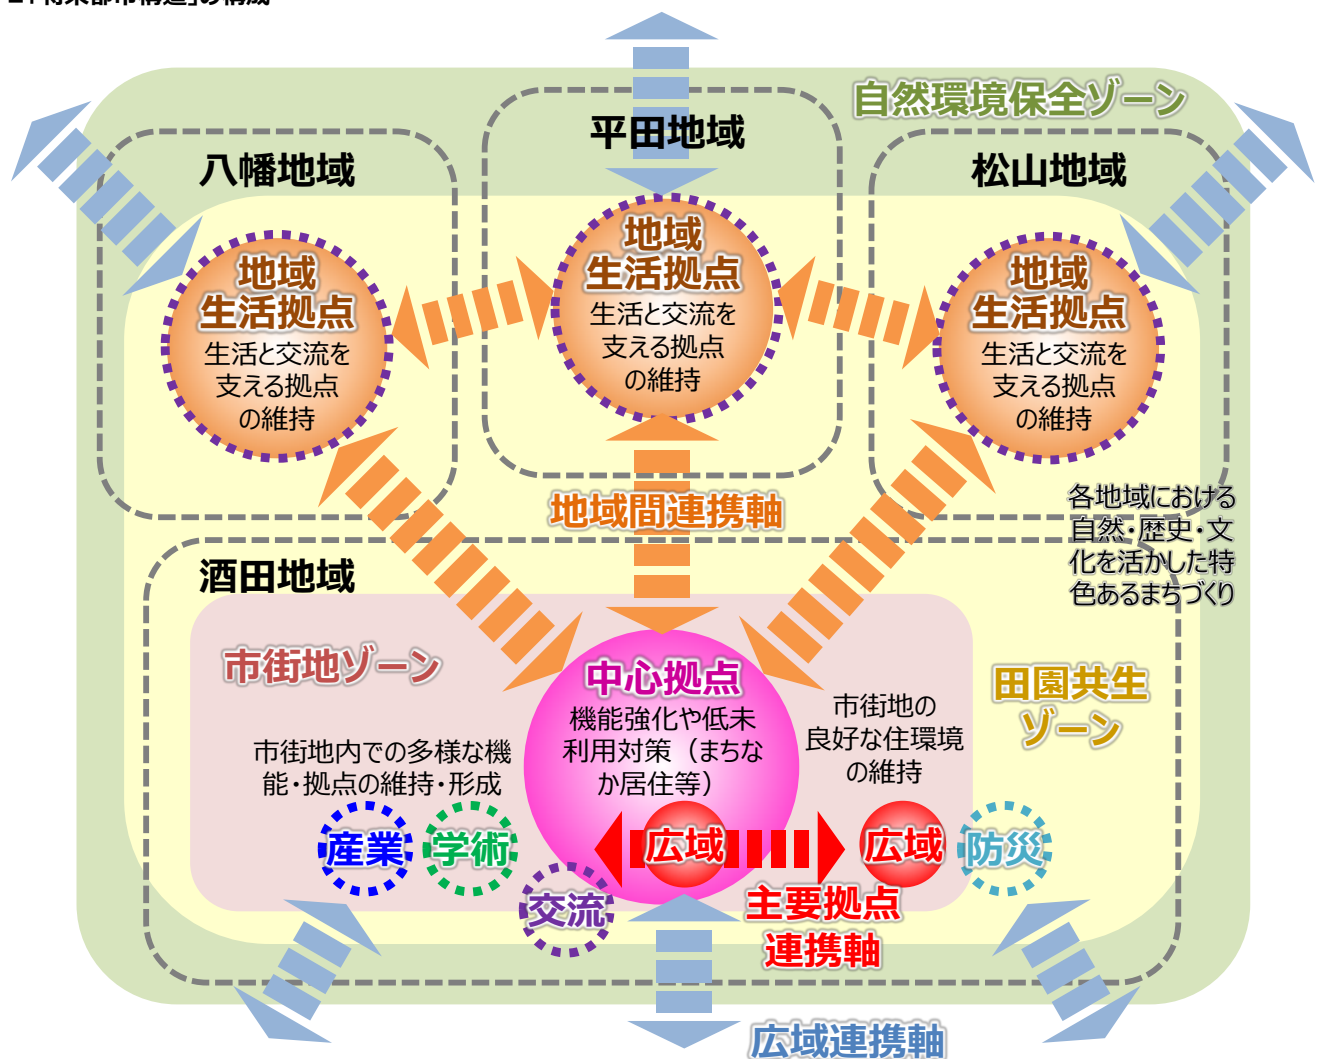 「将来都市構造」の構成
自然環境保全ゾーン
平田地域
八幡地域
松山地域
地域
生活拠点
生活と交流を
支える拠点
の維持
地域
生活拠点
生活と交流を
支える拠点
の維持
地域
生活拠点
生活と交流を
支える拠点
の維持
地域間連携軸
各地域における
自然・歴史・文
化を活かした特
色あるまちづくり
酒田地域
市街地ゾーン
中心拠点
機能強化や低未
利用対策（まちな
か居住等）
市街地の
良好な住環境
の維持
田園共生
ゾーン
市街地内での多様な機
能・拠点の維持・形成
産業
学術
交流
広域
広域
防災
主要拠点
連携軸
広域連携軸